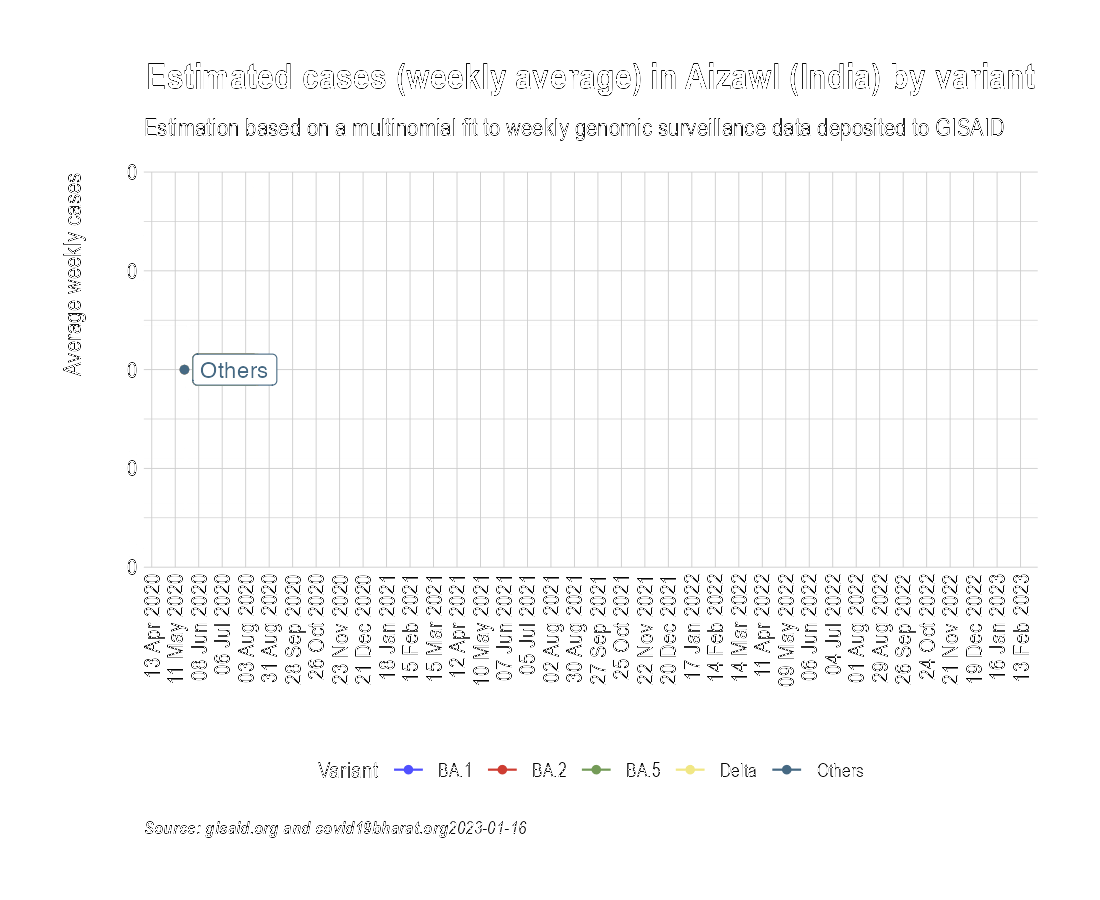 Estimated cases (weekly average) in Aizawl (India) by variant
Estimation based on a multinomial fit to weekly genomic surveillance data deposited to GISAID
Average weekly cases
0
0
0
0
0
Others
13 Apr 2020
11 May 2020
08 Jun 2020
06 Jul 2020
03 Aug 2020
31 Aug 2020
28 Sep 2020
26 Oct 2020
23 Nov 2020
21 Dec 2020
18 Jan 2021
15 Feb 2021
15 Mar 2021
12 Apr 2021
10 May 2021
07 Jun 2021
05 Jul 2021
02 Aug 2021
30 Aug 2021
27 Sep 2021
25 Oct 2021
22 Nov 2021
20 Dec 2021
17 Jan 2022
14 Feb 2022
14 Mar 2022
11 Apr 2022
09 May 2022
06 Jun 2022
04 Jul 2022
01 Aug 2022
29 Aug 2022
26 Sep 2022
24 Oct 2022
21 Nov 2022
19 Dec 2022
16 Jan 2023
13 Feb 2023
Variant BA.1 BA.2 BA.5 Delta Others
Source: gisaid.org and covid19bharat.org2023-01-16